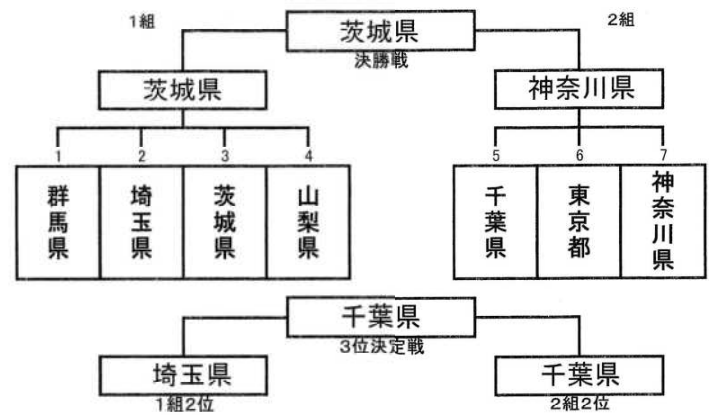 1組
茨城県
2組
決勝戦
茨城県
神奈川県
1
2
3
4
5
6
7
群馬県
埼玉県
茨城県
山梨県
千葉県
東京都
神奈川県
千葉県
3位決定戦
埼玉県
千葉県
1組2位
2組2位